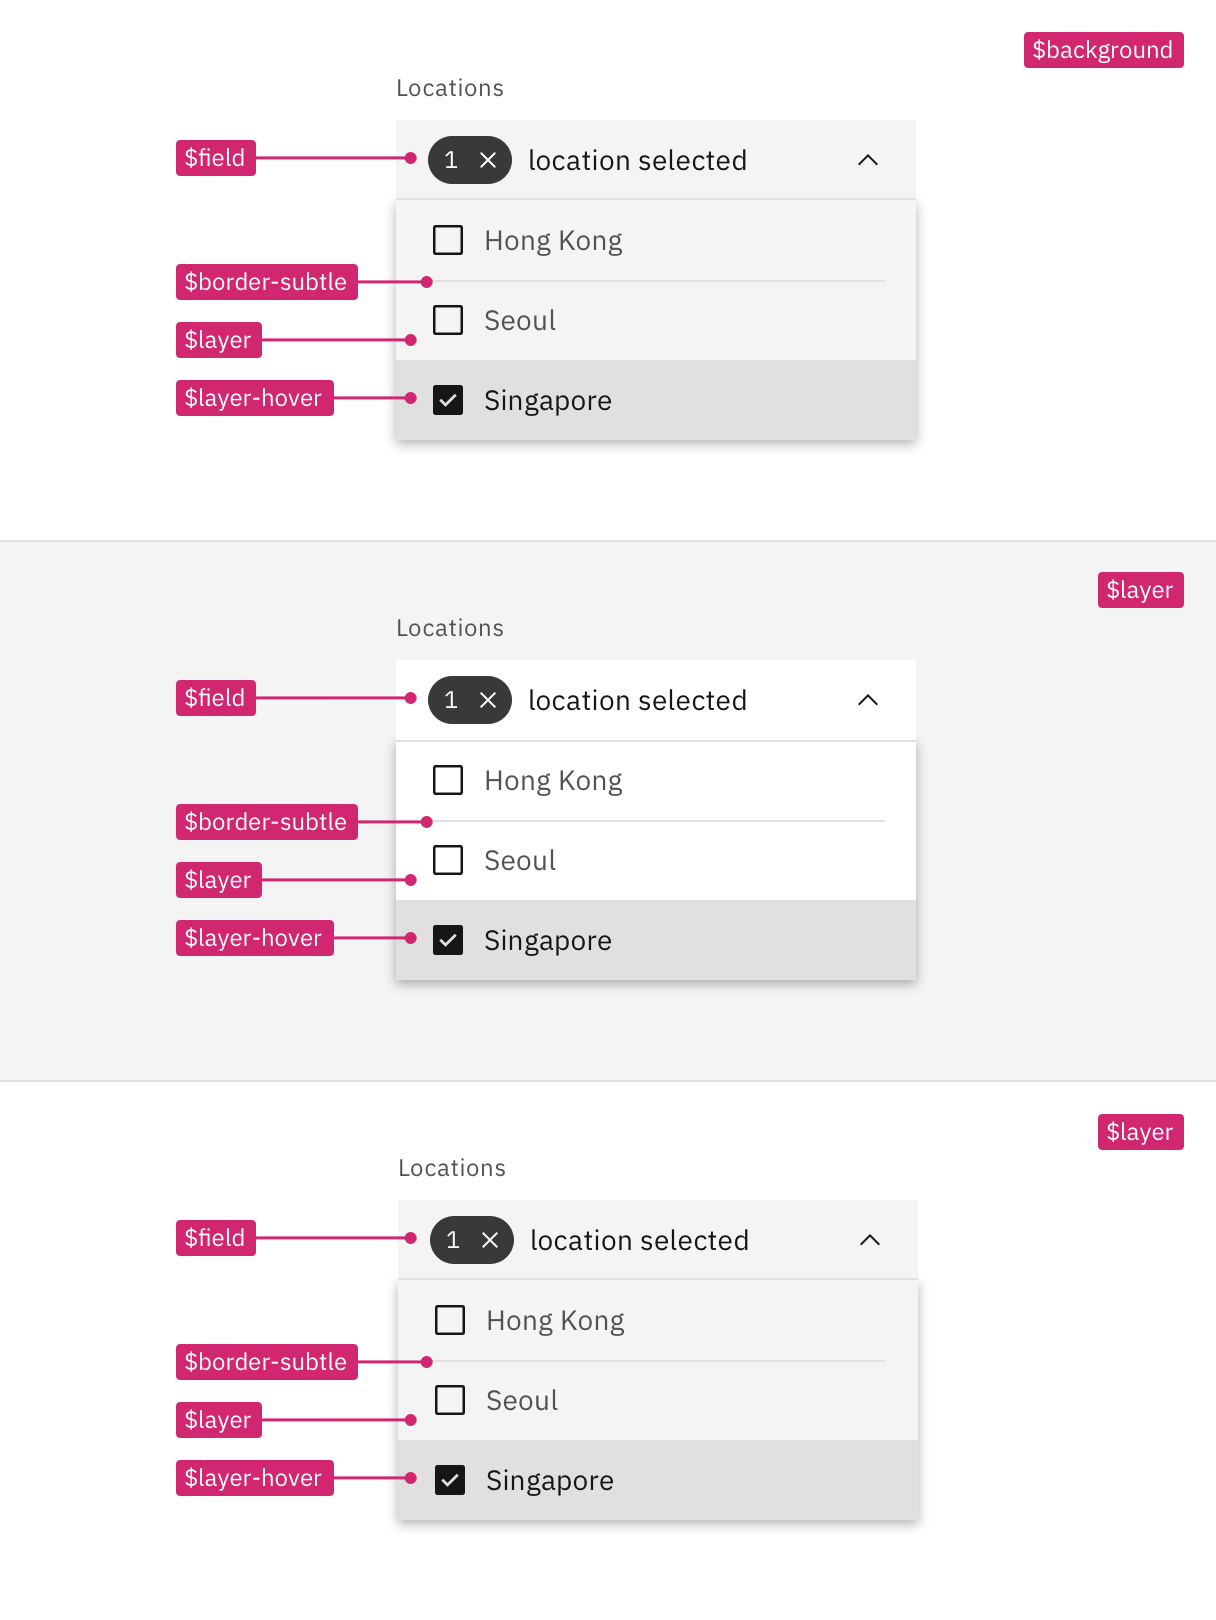 $background
Locations
$field
1 location selected
Hong Kong
$border-subtle
Seoul
$layer
$layer-hover
Singapore
$layer
Locations
$field
1 location selected
Hong Kong
$border-subtle
Seoul
$layer
$layer-hover
Singapore
$layer
Locations
$field
1 location selected
Hong Kong
$border-subtle
Seoul
$layer
$layer-hover
Singapore